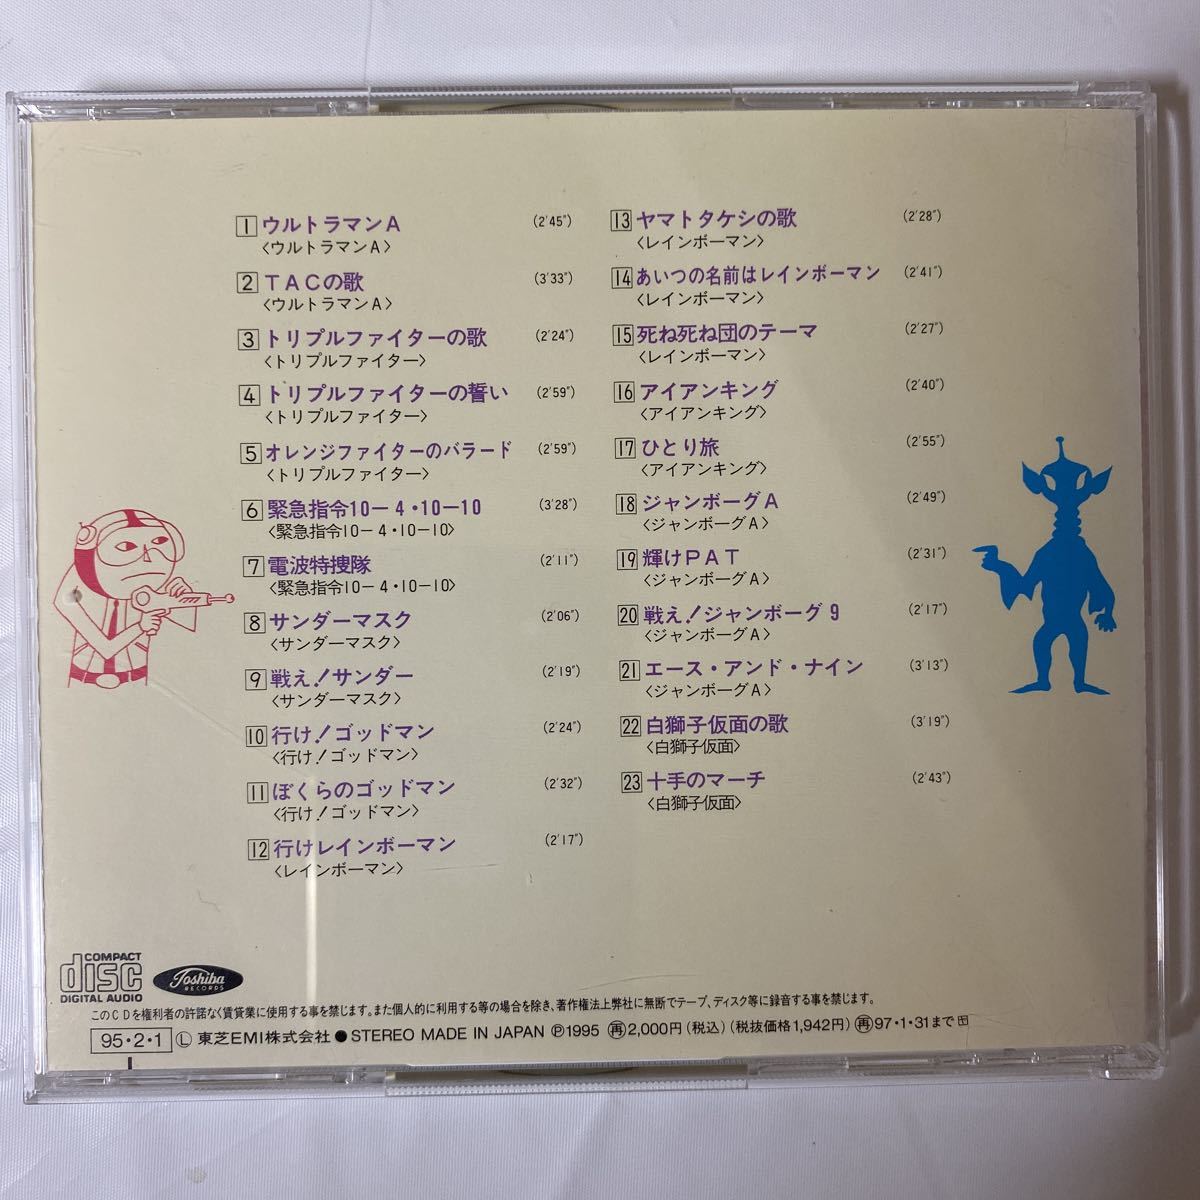 1 ウルトラマンA (2'45")
〈ウルトラマンA〉
2 TACの歌 (3'33")
〈ウルトラマンA〉
3 トリプルファイターの歌 (2'24")
〈トリプルファイター〉
4 トリプルファイターの誓い (2'59")
〈トリプルファイター〉
5 オレンジファイターのバラード (2'59")
〈トリプルファイター〉
6 緊急指令10−4・10−10 (3'28")
〈緊急指令10−4・10−10〉
7 電波特捜隊 (2'11")
〈緊急指令10−4・10−10〉
8 サンダーマスク (2'06")
〈サンダーマスク〉
9 戦え!サンダー (2'19")
〈サンダーマスク〉
10 行け!ゴッドマン (2'24")
〈行け!ゴッドマン〉
11 ぼくらのゴッドマン (2'32")
〈行け!ゴッドマン〉
12 行けレインボーマン (2'17")
〈レインボーマン〉
13 ヤマトタケシの歌 (2'28")
〈レインボーマン〉
14 あいつの名前はレインボーマン (2'41")
〈レインボーマン〉
15 死ね死ね団のテーマ (2'27")
〈レインボーマン〉
16 アイアンキング (2'40")
〈アイアンキング〉
17 ひとり旅 (2'55")
〈アイアンキング〉
18 ジャンボーグA (2'49")
〈ジャンボーグA〉
19 輝けPAT (2'31")
〈ジャンボーグA〉
20 戦え!ジャンボーグ9 (2'17")
〈ジャンボーグA〉
21 エース・アンド・ナイン (3'13")
〈ジャンボーグA〉
22 白獅子仮面の歌 (3'19")
〈白獅子仮面〉
23 十手のマーチ (2'43")
〈白獅子仮面〉
COMPACT
disc
DIGITAL AUDIO
Toshiba
RECORDS
このCDを権利者の許諾なく賃貸業に使用する事を禁じます。また個人的に利用する等の場合を除き、著作権法上弊社に無断でテープ、ディスク等に録音する事を禁じます。
95・2・1 Ⓛ東芝EMI株式会社●STEREO MADE IN JAPAN Ⓟ1995 再2,000円(税込)(税抜価格1,942円)再97・1・31まで